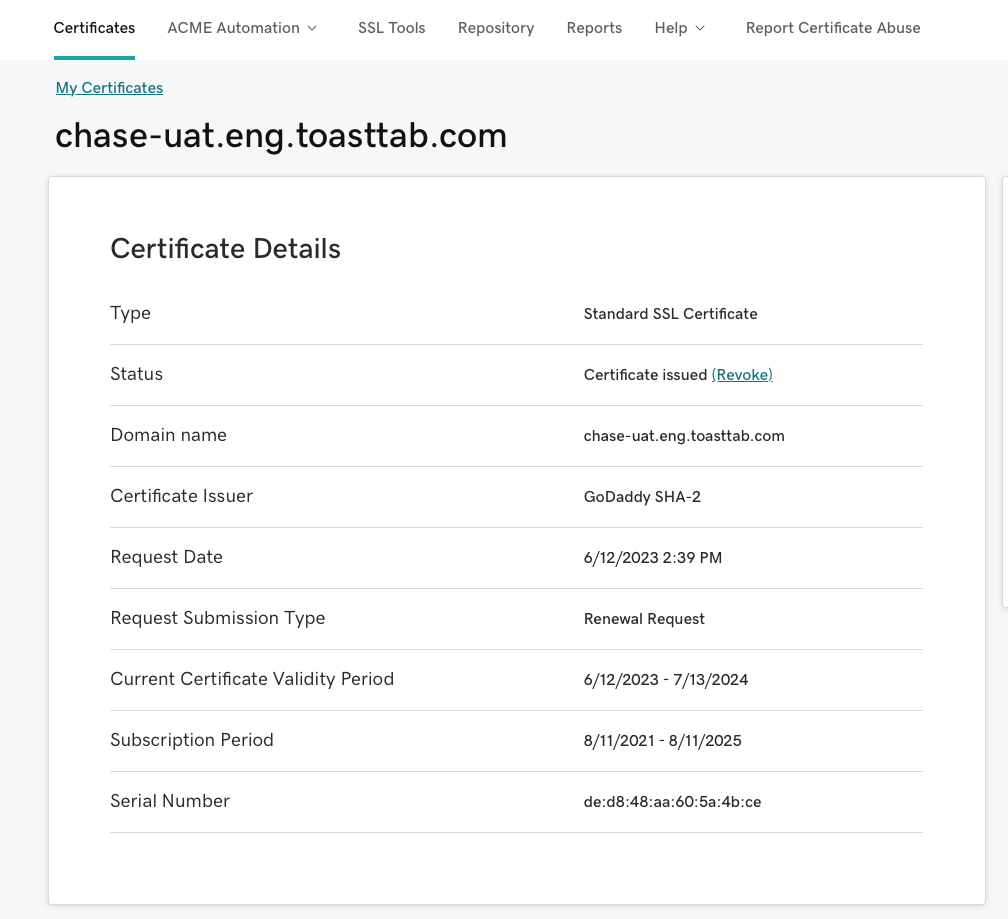 Certificates ACME Automation SSL Tools Repository Reports Help Report Certificate Abuse
My Certificates
chase-uat.eng.toasttab.com
Certificate Details
Type Standard SSL Certificate
Status Certificate issued (Revoke)
Domain name chase-uat.eng.toasttab.com
Certificate Issuer GoDaddy SHA-2
Request Date 6/12/2023 2:39 PM
Request Submission Type Renewal Request
Current Certificate Validity Period 6/12/2023 - 7/13/2024
Subscription Period 8/11/2021 - 8/11/2025
Serial Number de:d8:48:aa:60:5a:4b:ce